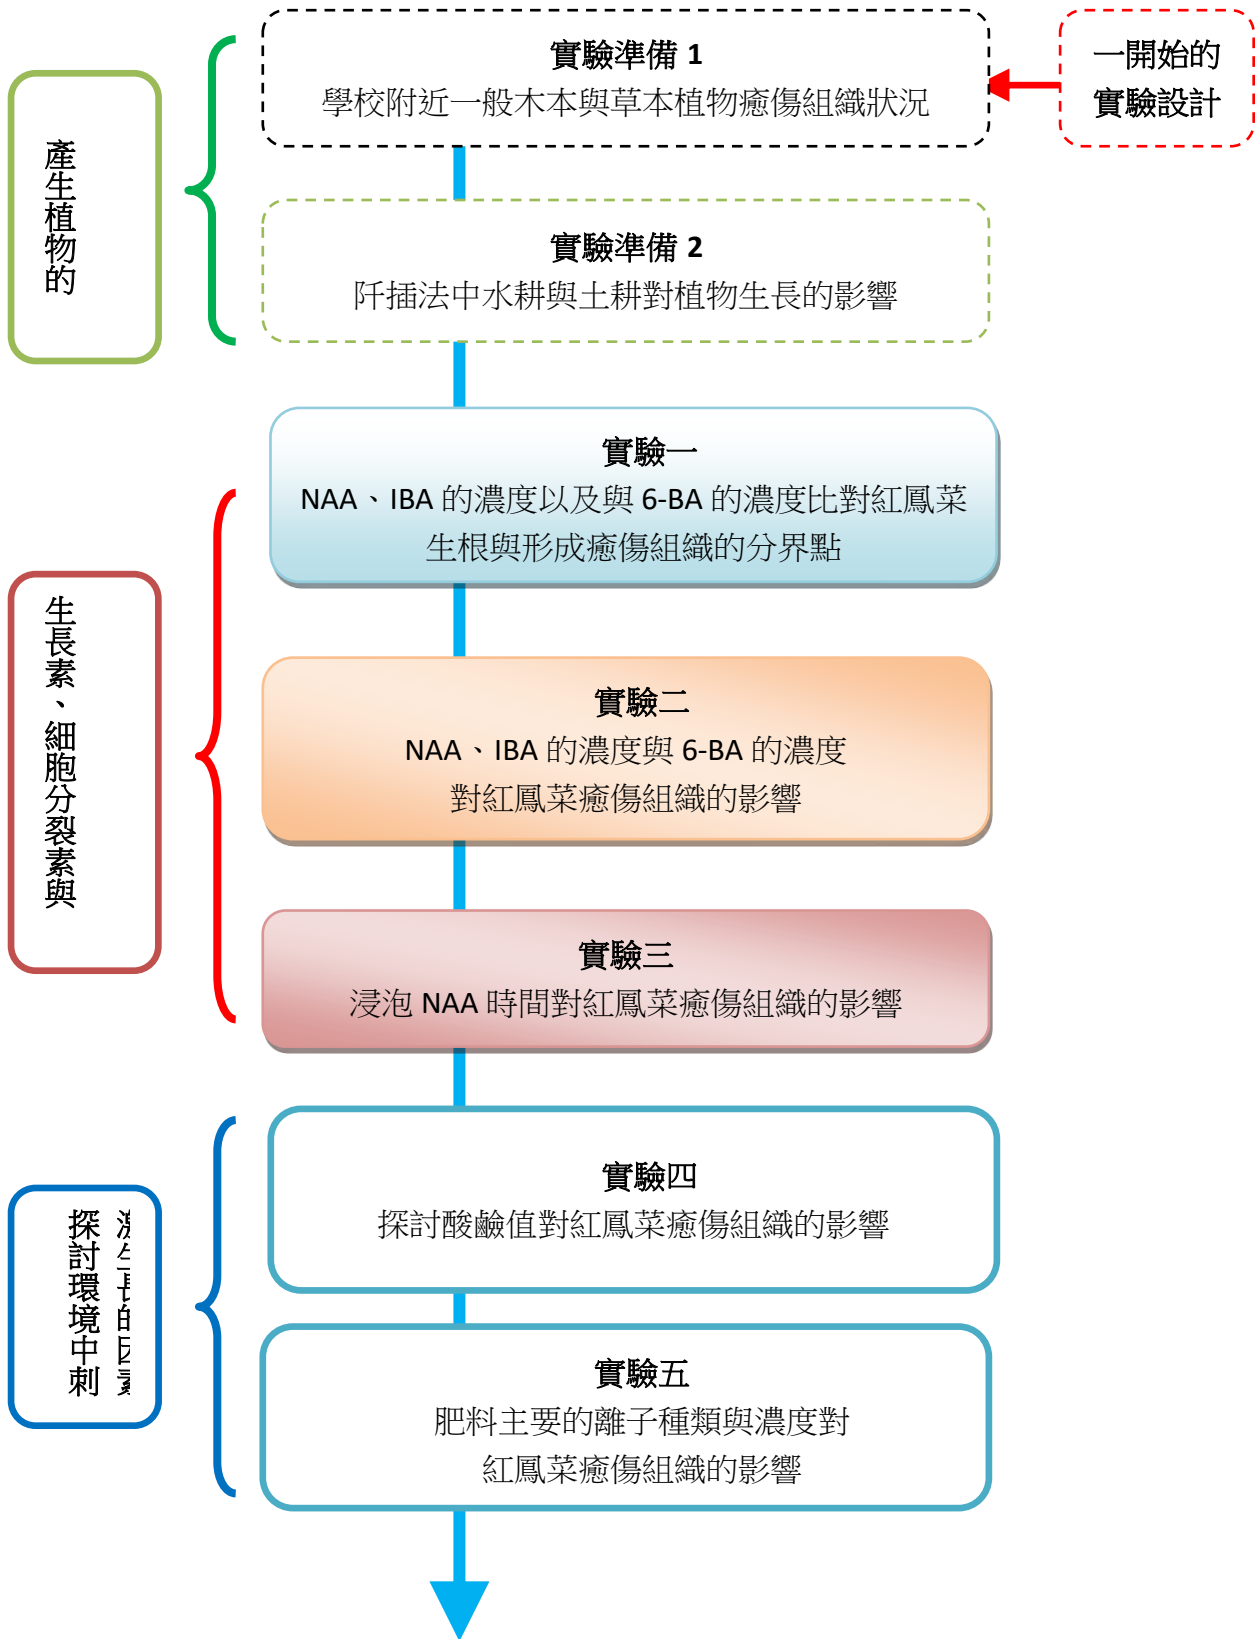 實驗準備 1
學校附近一般木本與草本植物癒傷組織狀況
一開始的
實驗設計
產生植物的
實驗準備 2
阡插法中水耕與土耕對植物生長的影響
實驗一
NAA、IBA 的濃度以及與 6-BA 的濃度比對紅鳳菜
生根與形成癒傷組織的分界點
生長素、細胞分裂素與
實驗二
NAA、IBA 的濃度與 6-BA 的濃度
對紅鳳菜癒傷組織的影響
實驗三
浸泡 NAA 時間對紅鳳菜癒傷組織的影響
探討環境中刺
激生長的因素
實驗四
探討酸鹼值對紅鳳菜癒傷組織的影響
實驗五
肥料主要的離子種類與濃度對
紅鳳菜癒傷組織的影響